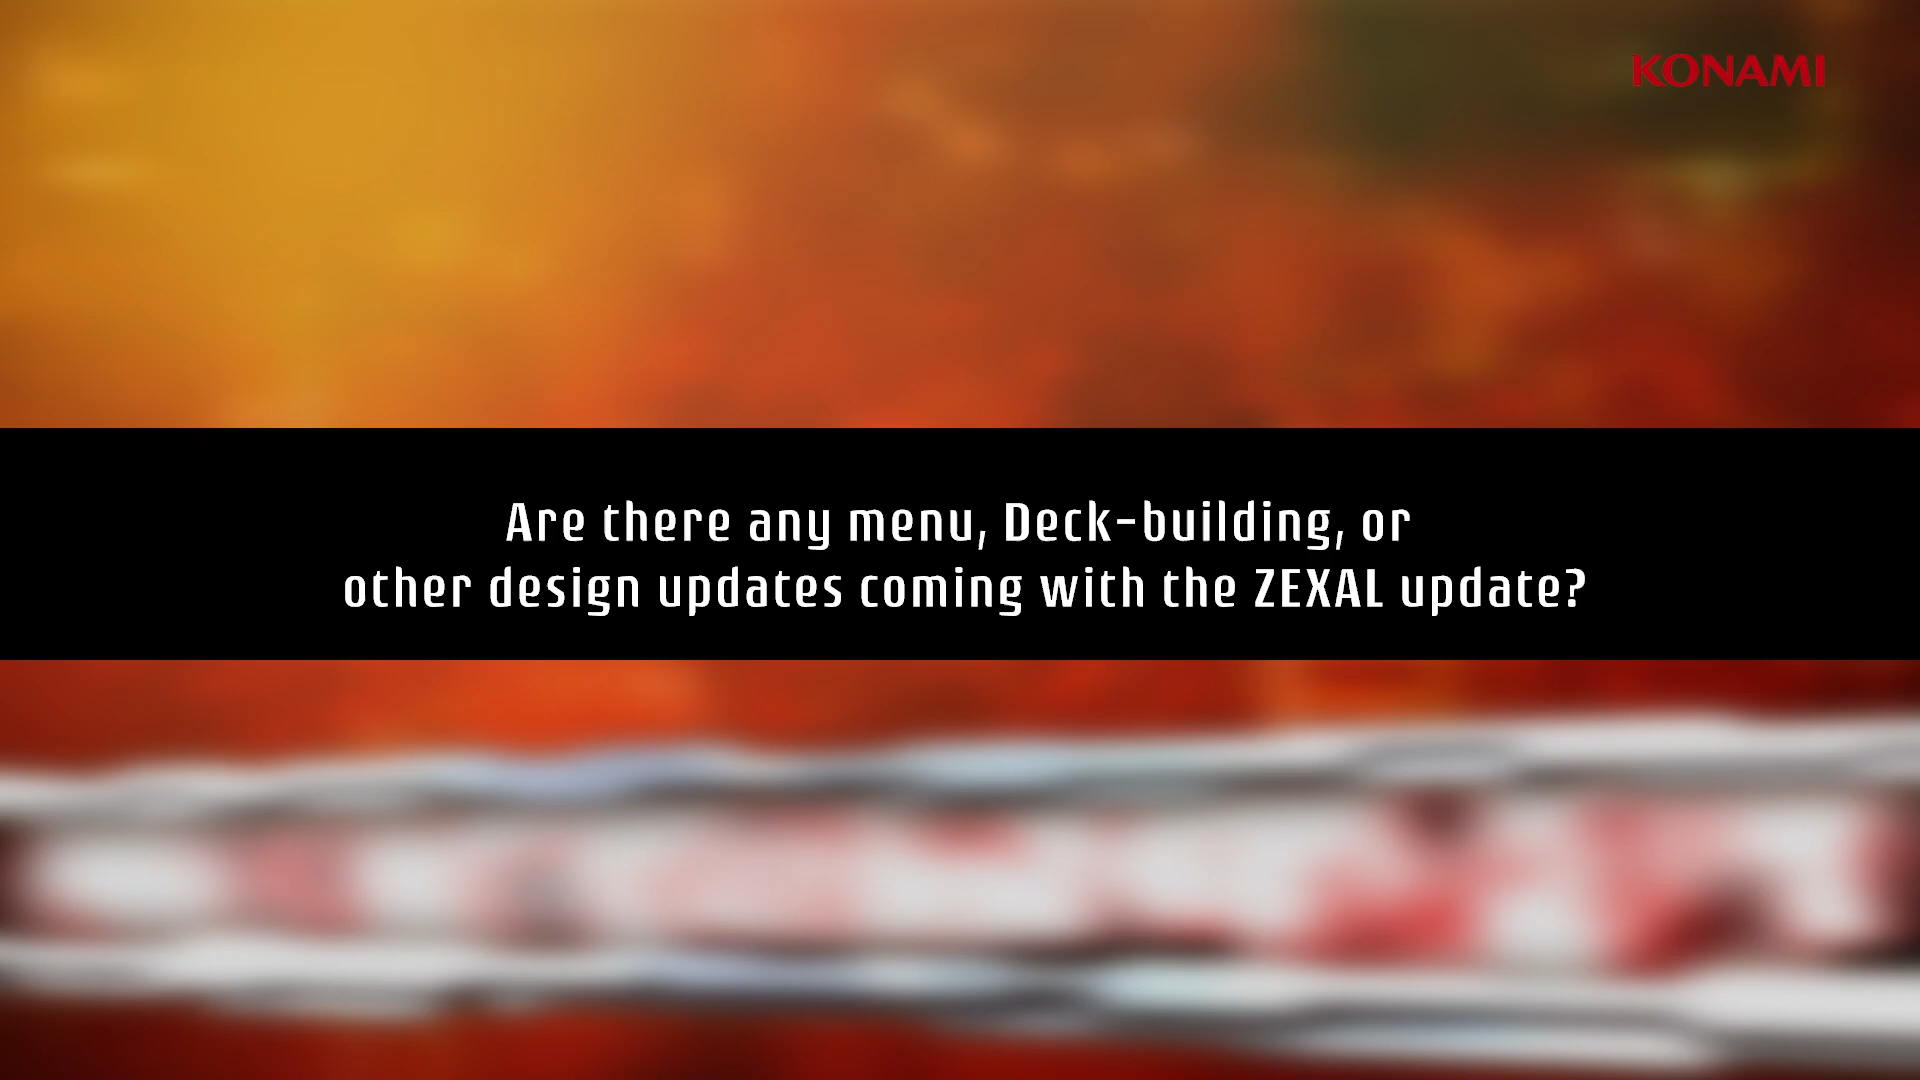 KONAMI
Are there any menu, Deck-building, or
other design updates coming with the ZEXAL update?